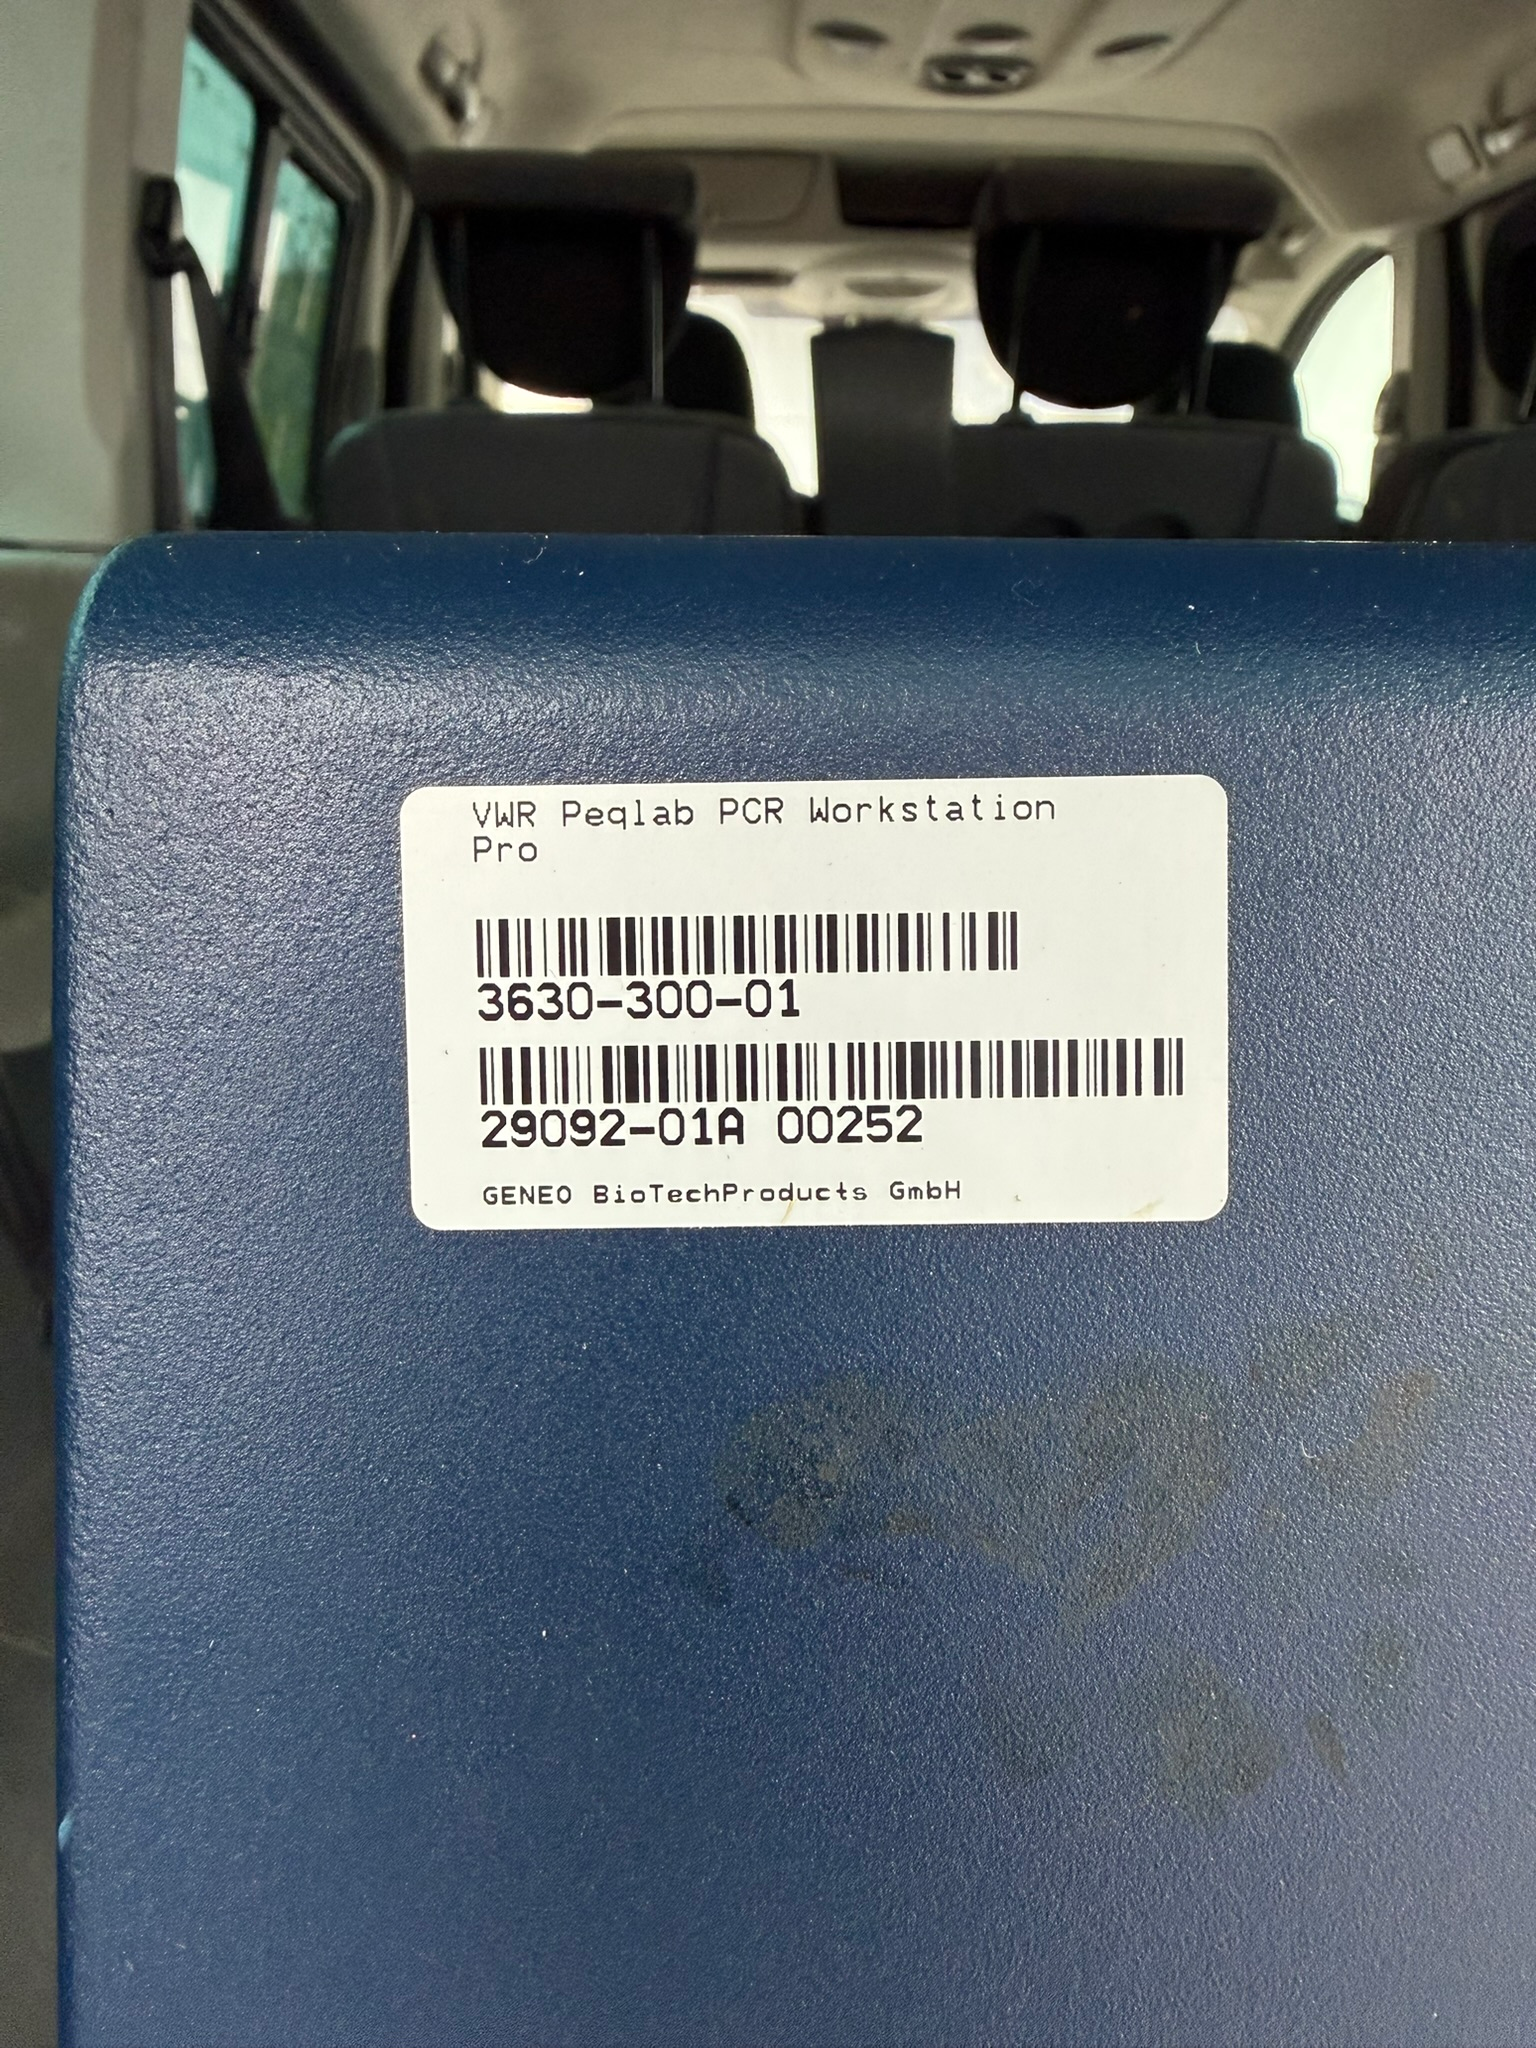 VWR Peqlab PCR Workstation
Pro
3630-300-01
29092-01A 00252
GENEO BioTechProducts GmbH